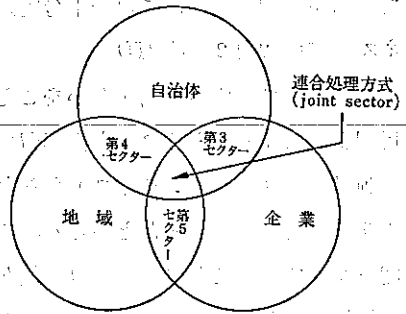 自治体
連合処理方式
(joint sector)
第4
セクター
第3
セクター
地域
第5
セクター
企業